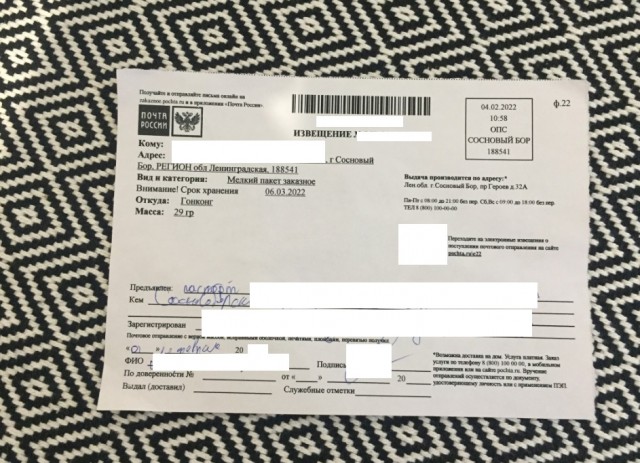 Получайте и отправляйте письма онлайн на
zakaznoe.pochta.ru и в приложении «Почта России»
ПОЧТА
РОССИИ
04.02.2022
10:58
ОПС
СОСНОВЫЙ БОР
188541
ф.22
ИЗВЕЩЕНИЕ
Кому:
Адрес: , г Сосновый
Бор, РЕГИОН обл Ленинградская, 188541
Вид и категория: Мелкий пакет заказное
Внимание! Срок хранения 06.03.2022
Откуда: Гонконг
Масса: 29 гр
Выдача производится по адресу:*
Лен.обл. г Сосновый Бор, пр Героев д.32А
Пн-Пт с 08:00 до 21:00 без пер. Сб,Вс с 09:00 до 18:00 без пер.
ТЕЛ 8 (800) 100-00-00
Переходите на электронные извещения о
поступлении почтового отправления на сайте
pochta.ru/e22
Предъявлен: паспорт
Кем
Зарегистрирован
Почтовое отправление с верной массой, исправными оболочкой, печатями, пломбами, перевязью получил
20
ФИО Подпись
По доверенности № от « » 20
Выдал (доставил) Служебные отметки
*Возможна доставка на дом. Услуга платная. Заказ
услуги по телефону 8 (800) 100 00 00, в мобильном
приложении или на сайте pochta.ru. Вручение
отправлений осуществляется по документу,
удостоверяющему личность или с применением ПЭП